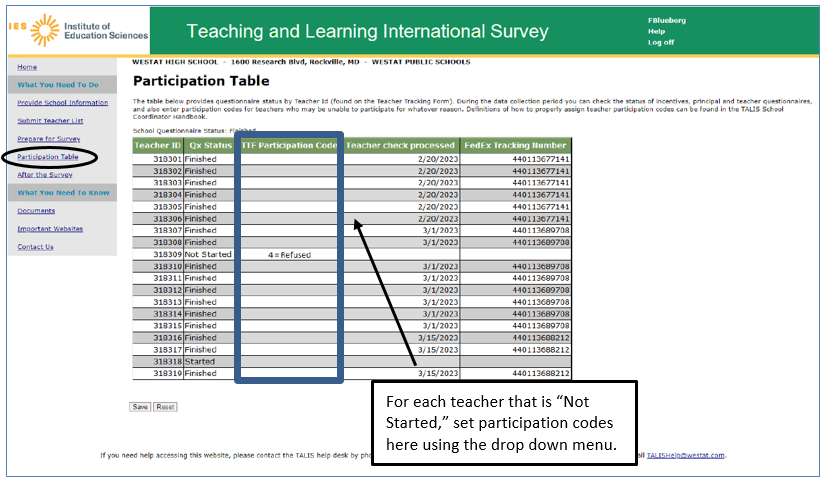 IES Institute of
Education Sciences
Teaching and Learning International Survey
FBlueberg
Help
Log off
WESTAT HIGH SCHOOL - 1600 Research Blvd, Rockville, MD - WESTAT PUBLIC SCHOOLS
Home
What You Need To Do
Provide School Information
Submit Teacher List
Prepare for Survey
Participation Table
After the Survey
What You Need To Know
Documents
Important Websites
Contact Us
Participation Table
The table below provides questionnaire status by Teacher Id (found on the Teacher Tracking Form). During the data collection period you can check the status of incentives, principal and teacher questionnaires,
and also enter participation codes for teachers who may be unable to participate for whatever reason. Definitions of how to properly assign teacher participation codes can be found in the TALIS School
Coordinator Handbook.
School Questionnaire Status: Finished
Teacher ID Qx Status TTF Participation Code Teacher check processed FedEx Tracking Number
318301 Finished 2/20/2023 440113677141
318302 Finished 2/20/2023 440113677141
318303 Finished 2/20/2023 440113677141
318304 Finished 2/20/2023 440113677141
318305 Finished 2/20/2023 440113677141
318306 Finished 2/20/2023 440113677141
318307 Finished 3/1/2023 440113689708
318308 Finished 3/1/2023 440113689708
318309 Not Started 4=Refused
318310 Finished 3/1/2023 440113689708
318311 Finished 3/1/2023 440113689708
318312 Finished 3/1/2023 440113689708
318313 Finished 3/1/2023 440113689708
318314 Finished 3/1/2023 440113689708
318315 Finished 3/1/2023 440113689708
318316 Finished 3/15/2023 440113688212
318317 Finished 3/15/2023 440113688212
318318 Started
318319 Finished 3/15/2023 440113688212
Save Reset
For each teacher that is “Not
Started,” set participation codes
here using the drop down menu.
If you need help accessing this website, please contact the TALIS help desk by pho il TALISHelp@westat.com.